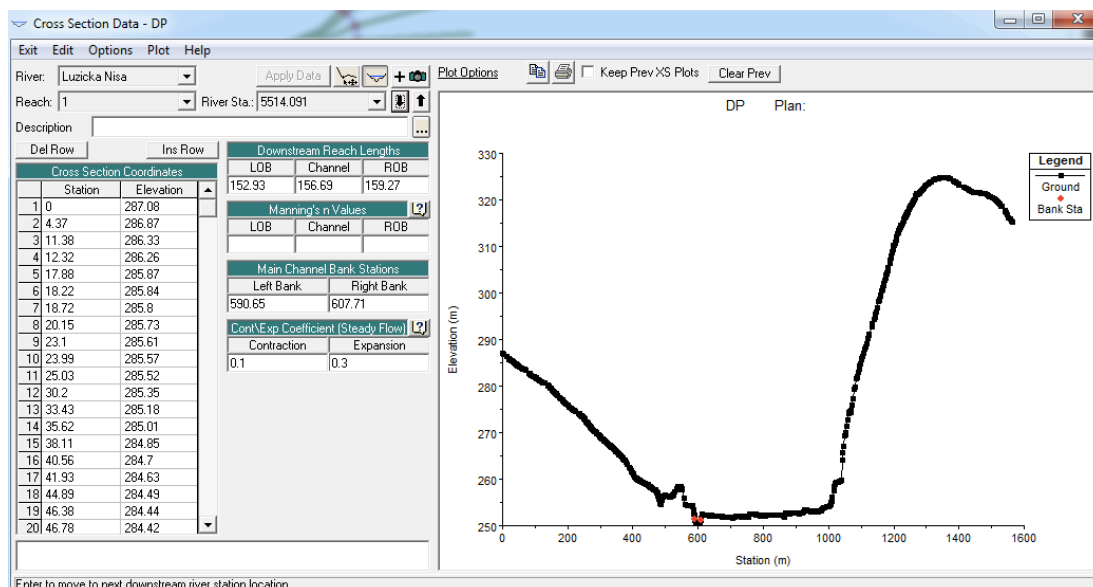 Cross Section Data - DP
Exit Edit Options Plot Help
River: Luzicka Nisa Apply Data + Plot Options Keep Prev XS Plots Clear Prev
Reach: 1 River Sta.: 5514.091
Description ...
Del Row Ins Row
Cross Section Coordinates
Station Elevation
1 0 287.08
2 4.37 286.87
3 11.38 286.33
4 12.32 286.26
5 17.88 285.87
6 18.22 285.84
7 18.72 285.8
8 20.15 285.73
9 23.1 285.61
10 23.99 285.57
11 25.03 285.52
12 30.2 285.35
13 33.43 285.18
14 35.62 285.01
15 38.11 284.85
16 40.56 284.7
17 41.93 284.63
18 44.89 284.49
19 46.38 284.44
20 46.78 284.42
Downstream Reach Lengths
LOB Channel ROB
152.93 156.69 159.27
Manning's n Values ?
LOB Channel ROB
Main Channel Bank Stations
Left Bank Right Bank
590.65 607.71
Cont\Exp Coefficient (Steady Flow) ?
Contraction Expansion
0.1 0.3
DP Plan:
Legend
Ground
Bank Sta
330
320
310
300
290
280
270
260
250
Elevation (m)
0 200 400 600 800 1000 1200 1400 1600
Station (m)
Enter to move to next downstream river station location